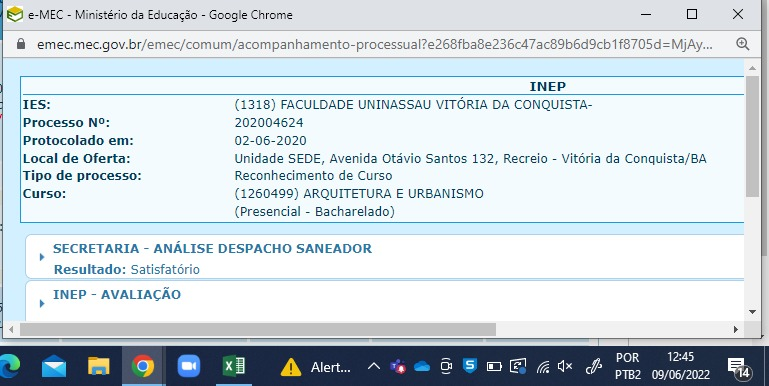 e-MEC - Ministério da Educação - Google Chrome
emec.mec.gov.br/emec/comum/acompanhamento-processual?e268fba8e236c47ac89b6d9cb1f8705d=MjAy...
INEP
IES: (1318) FACULDADE UNINASSAU VITÓRIA DA CONQUISTA-
Processo Nº: 202004624
Protocolado em: 02-06-2020
Local de Oferta: Unidade SEDE, Avenida Otávio Santos 132, Recreio - Vitória da Conquista/BA
Tipo de processo: Reconhecimento de Curso
Curso: (1260499) ARQUITETURA E URBANISMO
(Presencial - Bacharelado)
SECRETARIA - ANÁLISE DESPACHO SANEADOR
Resultado: Satisfatório
INEP - AVALIAÇÃO
Alert...
POR 12:45
PTB2 09/06/2022
14